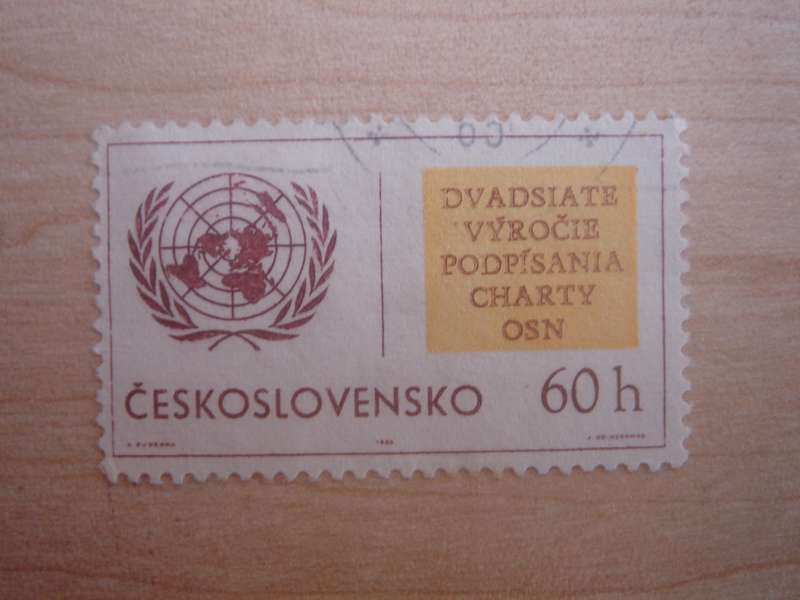 DVADSIATE
VÝROČIE
PODPÍSANIA
CHARTY
OSN
ČESKOSLOVENSKO
60 h